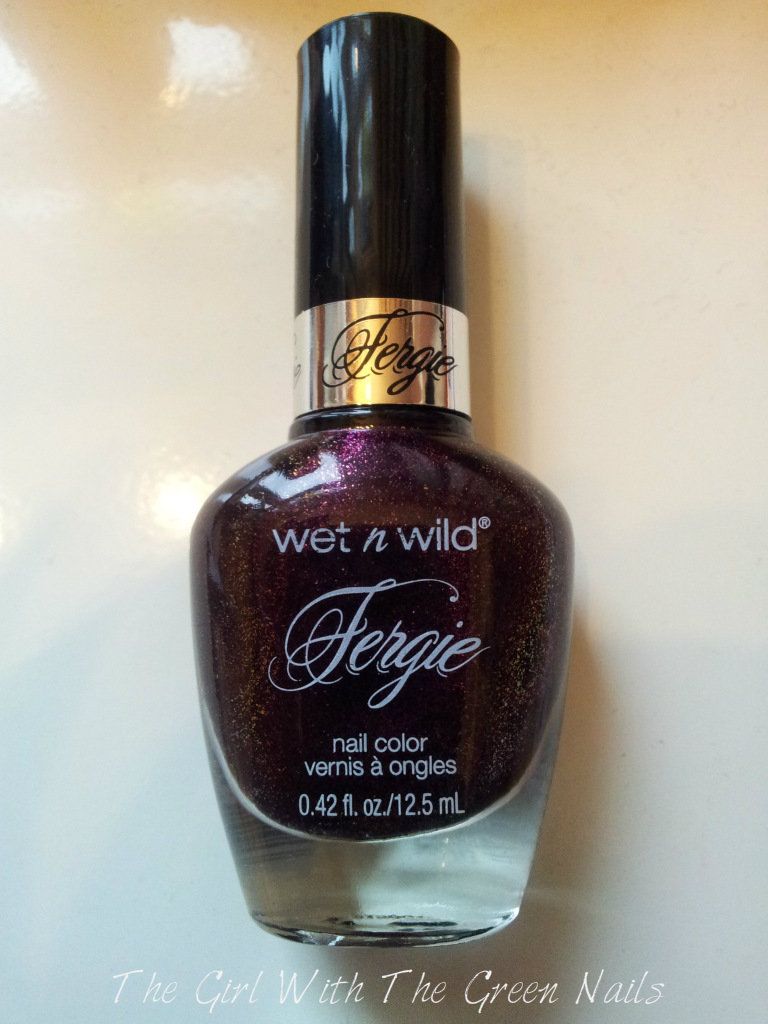 Fergie
wet n wild®
Fergie
nail color
vernis à ongles
0.42 fl. oz./12.5 mL
The Girl With The Green Nails